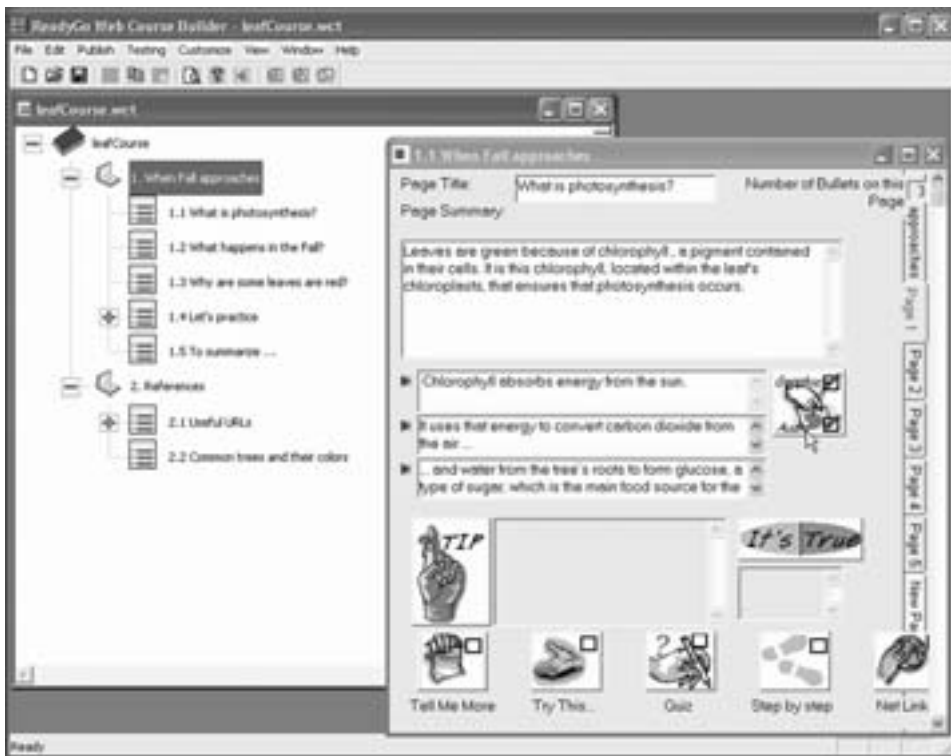 ReadyGo Web Course Builder - leafCourse.wct
File Edit Publish Testing Customize View Window Help
leafCourse.wct
leafCourse
1. When Fall approaches
1.1 What is photosynthesis?
1.2 What happens in the Fall?
1.3 Why are some leaves are red?
1.4 Let's practice
1.5 To summarize ...
2. References
2.1 Useful URLs
2.2 Common trees and their colors
1.1 When Fall approaches
Page Title: What is photosynthesis? Number of Bullets on this
Page
Page Summary:
Leaves are green because of chlorophyll , a pigment contained
in their cells. It is this chlorophyll, located within the leaf's
chloroplasts, that ensures that photosynthesis occurs.
Chlorophyll absorbs energy from the sun.
It uses that energy to convert carbon dioxide from
the air ...
... and water from the tree's roots to form glucose, a
type of sugar, which is the main food source for the
TIP
It's True
Tell Me More Try This... Quiz Step by step Net Link
approaches
Page 1
Page 2
Page 3
Page 4
Page 5
New Pa
Ready